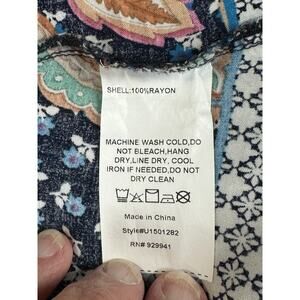 SHELL:100%RAYON
MACHINE WASH COLD,DO
NOT BLEACH,HANG
DRY,LINE DRY, COOL
IRON IF NEEDED,DO NOT
DRY CLEAN
Made in China
Style#U1501282
RN# 929941